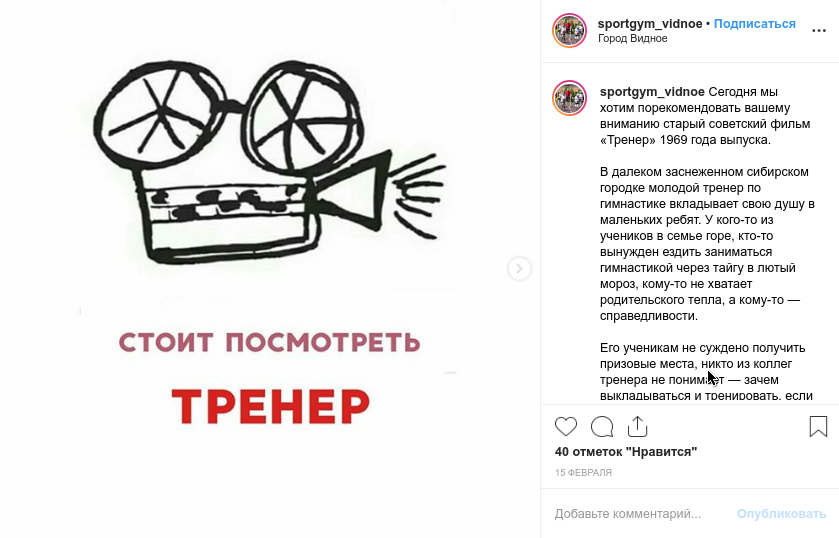 СТОИТ ПОСМОТРЕТЬ
ТРЕНЕР
sportgym_vidnoe • Подписаться
Город Видное
sportgym_vidnoe Сегодня мы
хотим порекомендовать вашему
вниманию старый советский фильм
«Тренер» 1969 года выпуска.
В далеком заснеженном сибирском
городке молодой тренер по
гимнастике вкладывает свою душу в
маленьких ребят. У кого-то из
учеников в семье горе, кто-то
вынужден ездить заниматься
гимнастикой через тайгу в лютый
мороз, кому-то не хватает
родительского тепла, а кому-то —
справедливости.
Его ученикам не суждено получить
призовые места, никто из коллег
тренера не понимает — зачем
выкладываться и тренировать, если
40 отметок "Нравится"
15 ФЕВРАЛЯ
Добавьте комментарий...
Опубликовать